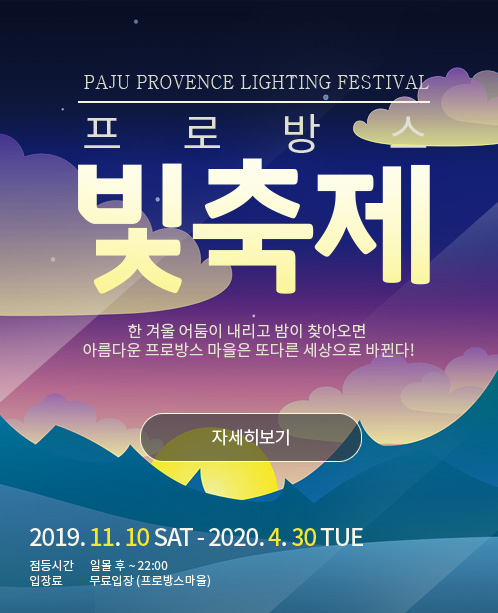 PAJU PROVENCE LIGHTING FESTIVAL
프로방스
빛축제
한 겨울 어둠이 내리고 밤이 찾아오면
아름다운 프로방스 마을은 또다른 세상으로 바뀐다!
자세히보기
2019. 11. 10 SAT - 2020. 4. 30 TUE
점등시간 일몰 후 ~ 22:00
입장료 무료입장 (프로방스마을)